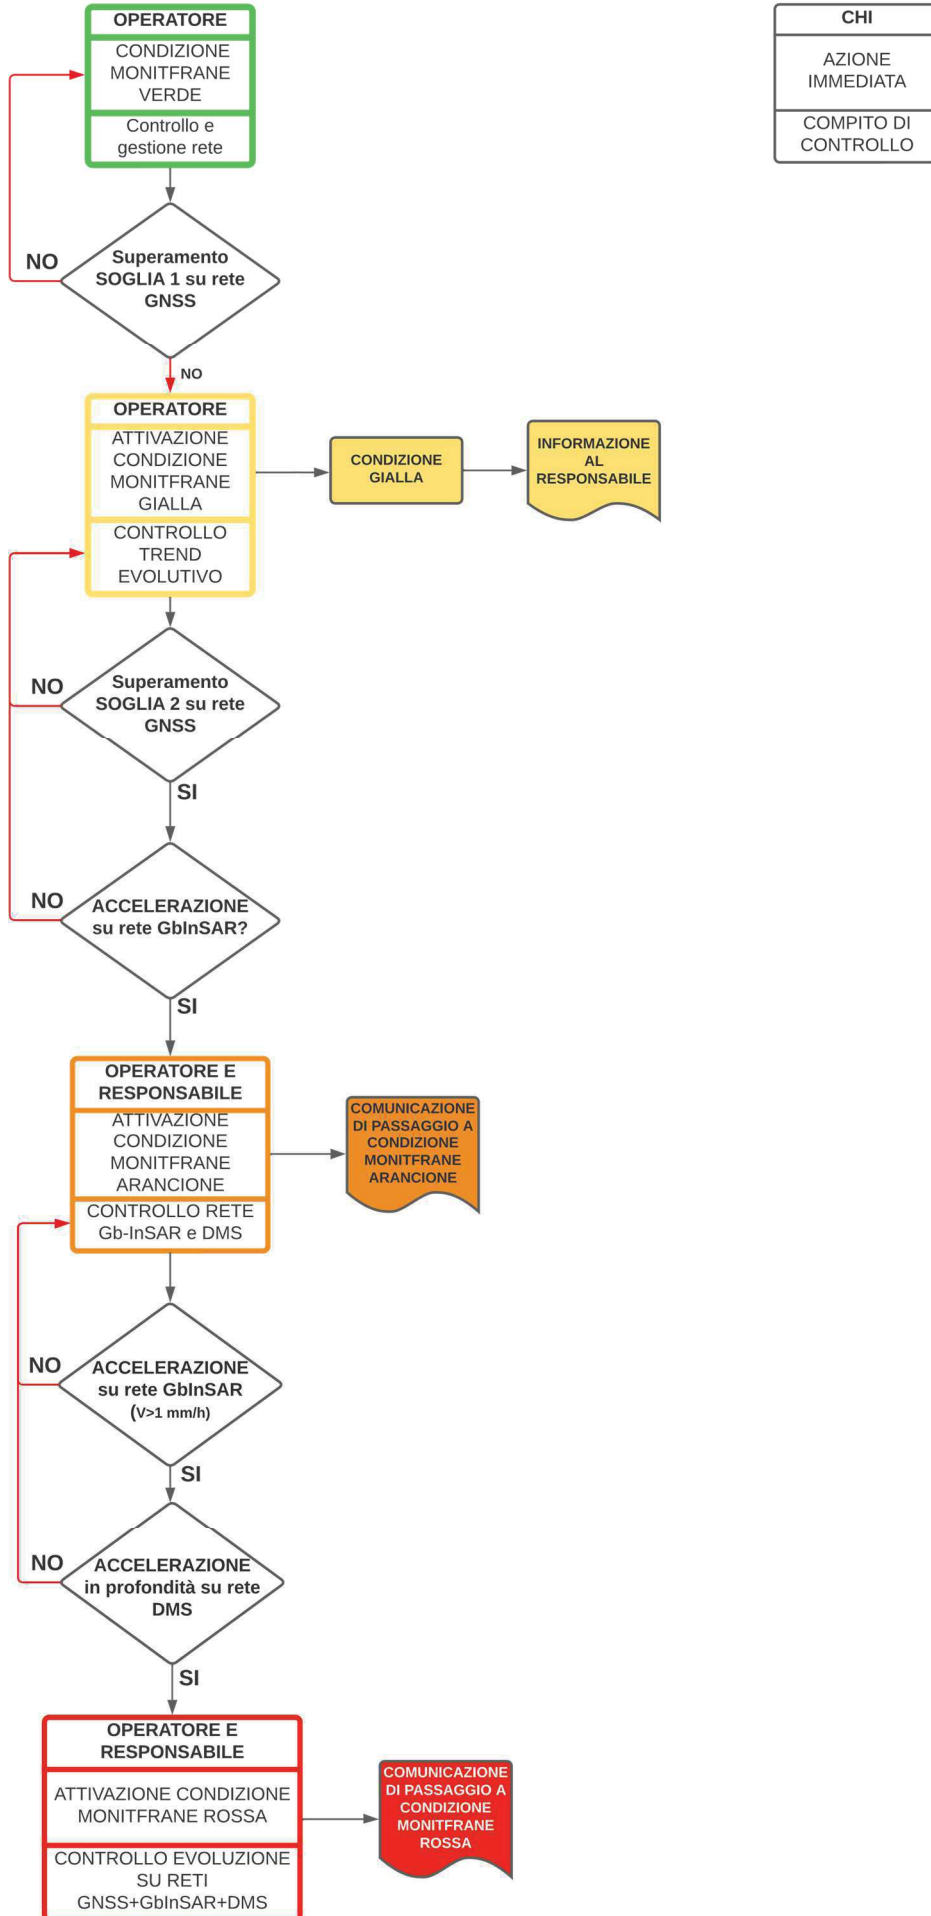 OPERATORE
CONDIZIONE
MONITFRANE
VERDE
Controllo e
gestione rete
CHI
AZIONE
IMMEDIATA
COMPITO DI
CONTROLLO
NO
Superamento
SOGLIA 1 su rete
GNSS
NO
OPERATORE
ATTIVAZIONE
CONDIZIONE
MONITFRANE
GIALLA
CONTROLLO
TREND
EVOLUTIVO
CONDIZIONE
GIALLA
INFORMAZIONE
AL
RESPONSABILE
NO
Superamento
SOGLIA 2 su rete
GNSS
SI
NO
ACCELERAZIONE
su rete GbInSAR?
SI
OPERATORE E
RESPONSABILE
ATTIVAZIONE
CONDIZIONE
MONITFRANE
ARANCIONE
CONTROLLO RETE
Gb-InSAR e DMS
COMUNICAZIONE
DI PASSAGGIO A
CONDIZIONE
MONITFRANE
ARANCIONE
NO
ACCELERAZIONE
su rete GbInSAR
(V>1 mm/h)
SI
NO
ACCELERAZIONE
in profondità su rete
DMS
SI
OPERATORE E
RESPONSABILE
ATTIVAZIONE CONDIZIONE
MONITFRANE ROSSA
CONTROLLO EVOLUZIONE
SU RETI
GNSS+GbInSAR+DMS
COMUNICAZIONE
DI PASSAGGIO A
CONDIZIONE
MONITFRANE
ROSSA